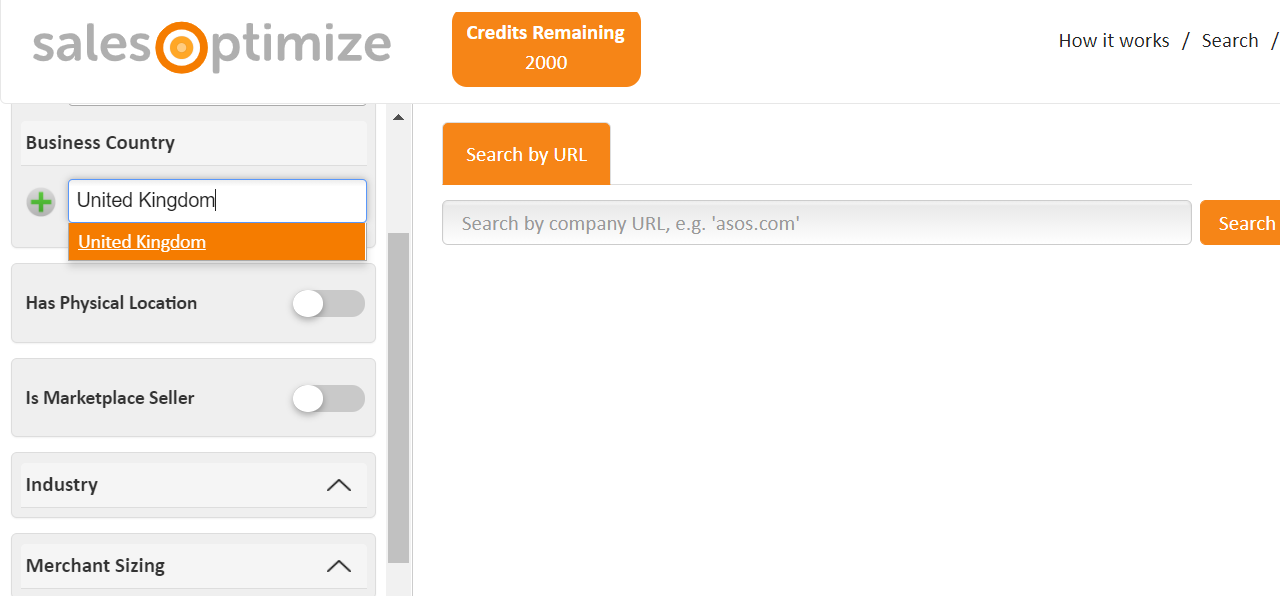 salesOptimize
Credits Remaining
2000
How it works / Search /
Business Country
United Kingdom
United Kingdom
Has Physical Location
Is Marketplace Seller
Industry
Merchant Sizing
Search by URL
Search by company URL, e.g. 'asos.com'
Search